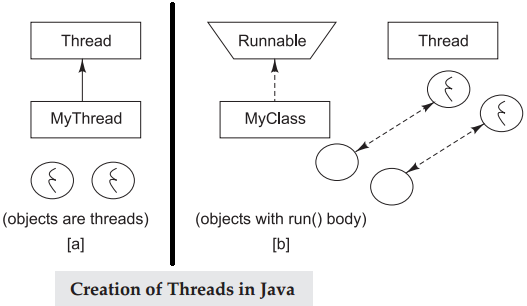 Thread
MyThread
(objects are threads)
[a]
Runnable
Thread
MyClass
(objects with run() body)
[b]
Creation of Threads in Java